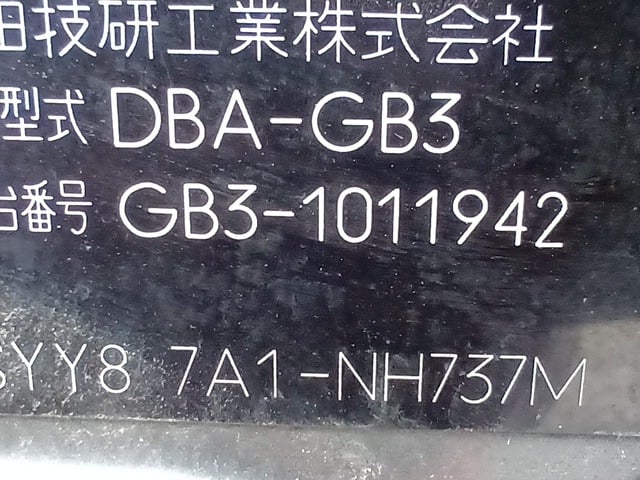 田技研工業株式会社
型式 DBA-GB3
台番号 GB3-1011942
YY8 7A1-NH737M